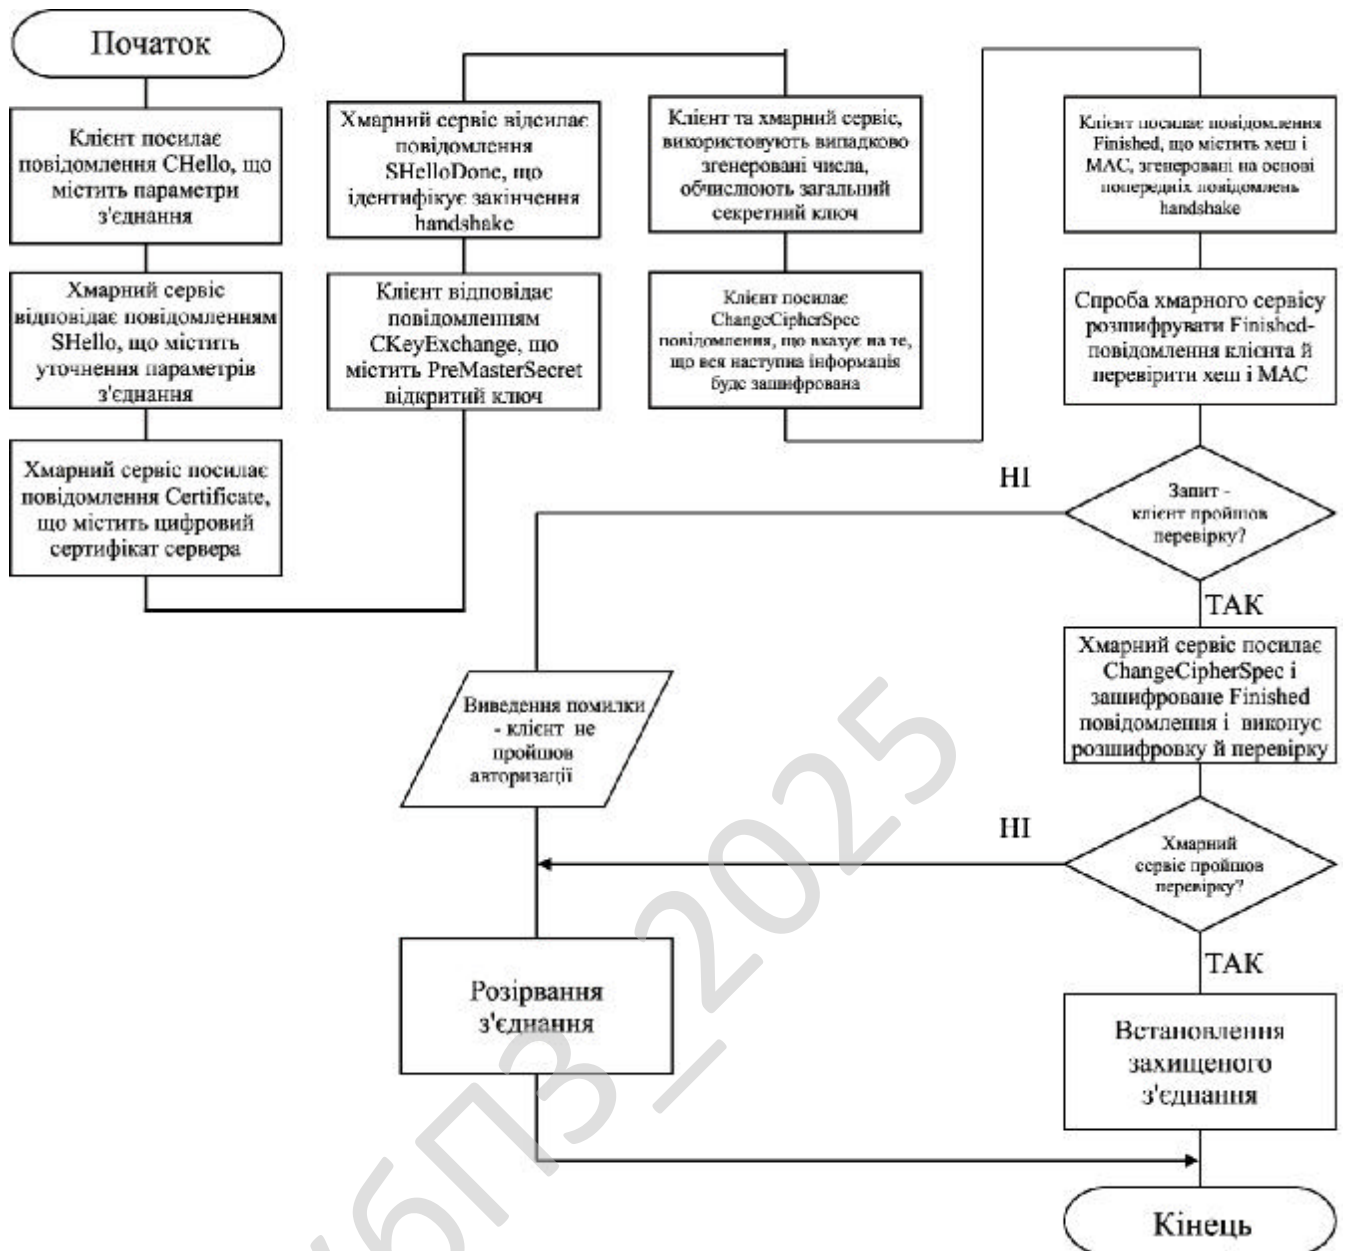 Початок
Клієнт посилає
повідомлення CHello, що
містить параметри
з'єднання
Хмарний сервіс
відповідає повідомленням
SHello, що містить
уточнення параметрів
з'єднання
Хмарний сервіс посилає
повідомлення Certificate,
що містить цифровий
сертифікат сервера
Хмарний сервіс відсилає
повідомлення
SHelloDone, що
ідентифікує закінчення
handshake
Клієнт відповідає
повідомленням
CKeyExchange, що
містить PreMasterSecret
відкритий ключ
Клієнт та хмарний сервіс,
використовують випадково
згенеровані числа,
обчислюють загальний
секретний ключ
Клієнт посилає
ChangeCipherSpec
повідомлення, що вказує на те,
що вся наступна інформація
буде зашифрована
Клієнт посилає повідомлення
Finished, що містить хеш і
MAC, згенеровані на основі
попередніх повідомлень
handshake
Спроба хмарного сервісу
розшифрувати Finished-
повідомлення клієнта й
перевірити хеш і MAC
НІ
Запит -
клієнт пройшов
перевірку?
ТАК
Хмарний сервіс посилає
ChangeCipherSpec і
зашифроване Finished
повідомлення і виконує
розшифровку й перевірку
Виведення помилки
- клієнт не
пройшов
авторизації
НІ
Хмарний
сервіс пройшов
перевірку?
ТАК
Розірвання
з'єднання
Встановлення
захищеного
з'єднання
Кінець
бПЗ_2025